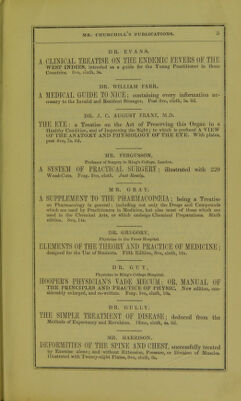 MR. CHURCHILL'S PUBLICATIONS. 5
DR. EVANS.
A CLINICAL TREATISE ON THE ENDEMIC FEVERS OF THE
WEST INDIES, intended as a guide for the Young Practitioner in those
Countries. 8vo, cloth, 9s.
DR. WILLIAM FARR.
A MEDICAL GUIDE TO NICE; containing every information necessary
to the Invalid and Resident Stranger. Post 8vo, cloth, 5s. 6d.
DR. J. C. AUGUST FRANZ, M.D.
THE EYE: a Treatise on the Art of Preserving this Organ in a
Healthy Condition, and of Improving the Sight; to which is prefixed A VIEW
OF THE ANATOMY AND PHYSIOLOGY OF THE EYE. With plates,
post 8vo, 7s. 6d.
MR. FERGUSSON,
Professor of Surgery in King's College, London.
A SYSTEM OF PRACTICAL SURGERY; illustrated with 220
Wood-Cuts. Fcap. 8vo, cloth. Just Ready.
MR. GRAY.
A SUPPLEMENT TO THE PHARMACOPŒIA; being a Treatise
on Pharmacology in general: including not only the Drugs and Compounds
which are used by Practitioners in Medicine, but also most of those which are
used in the Chemical Arts, or which undergo Chemical Preparations. Sixth
edition. 8vo, 14s.
DR. GREGORY,
Physician to the Fever Hospital.
ELEMENTS OF THE THEORY AND PRACTICE OF MEDICINE;
designed for the Use of Students. Fifth Edition, 8vo, cloth, 16s.
DR. GUY,
Physician to King's College Hospital.
HOOPER'S PHYSICIAN'S VADE MECUM; OR, MANUAL OF
THE PRINCIPLES AND PRACTICE OF PHYSIC. New edition, considerably
enlarged, and re-written. Fcap. 8vo, cloth, 10s.
DR. GULLY.
THE SIMPLE TREATMENT OF DISEASE; deduced from the
Methods of Expectancy and Revulsion. 18mo, cloth, 4s. 6d.
MR. HARRISON.
DEFORMITIES OF THE SPINE AND CHEST, successfully treated
by Exercise alone; and without Extension, Pressure, or Division of Muscles.
Illustrated with Twenty-eight Plates, 8vo, cloth, 8s.